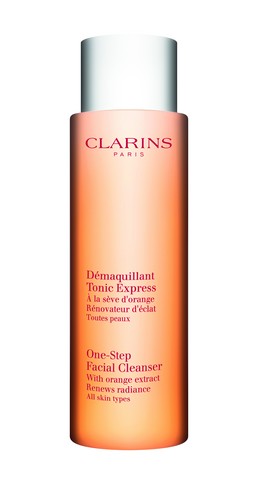 CLARINS
PARIS
Démaquillant
Tonic Express
À la sève d'orange
Rénovateur d'éclat
Toutes peaux
One-Step
Facial Cleanser
With orange extract
Renews radiance
All skin types